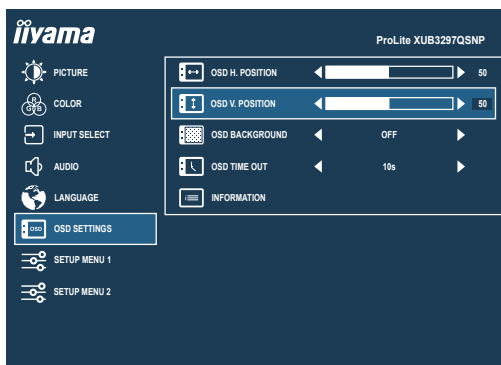 iiyama
ProLite XUB3297QSNP
PICTURE
COLOR
R
G B
INPUT SELECT
AUDIO
LANGUAGE
OSD OSD SETTINGS
SETUP MENU 1
SETUP MENU 2
OSD H. POSITION 50
OSD V. POSITION 50
OSD BACKGROUND OFF
OSD TIME OUT 10s
INFORMATION